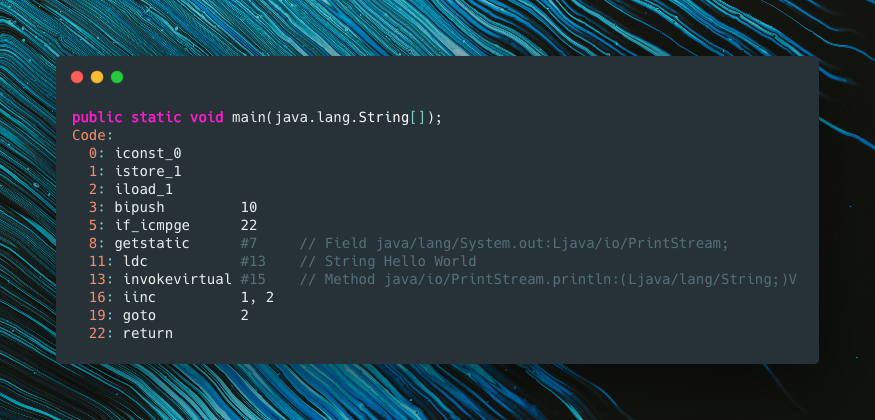 public static void main(java.lang.String[]);
Code:
0: iconst_0
1: istore_1
2: iload_1
3: bipush 10
5: if_icmpge 22
8: getstatic #7 // Field java/lang/System.out:Ljava/io/PrintStream;
11: ldc #13 // String Hello World
13: invokevirtual #15 // Method java/io/PrintStream.println:(Ljava/lang/String;)V
16: iinc 1, 2
19: goto 2
22: return